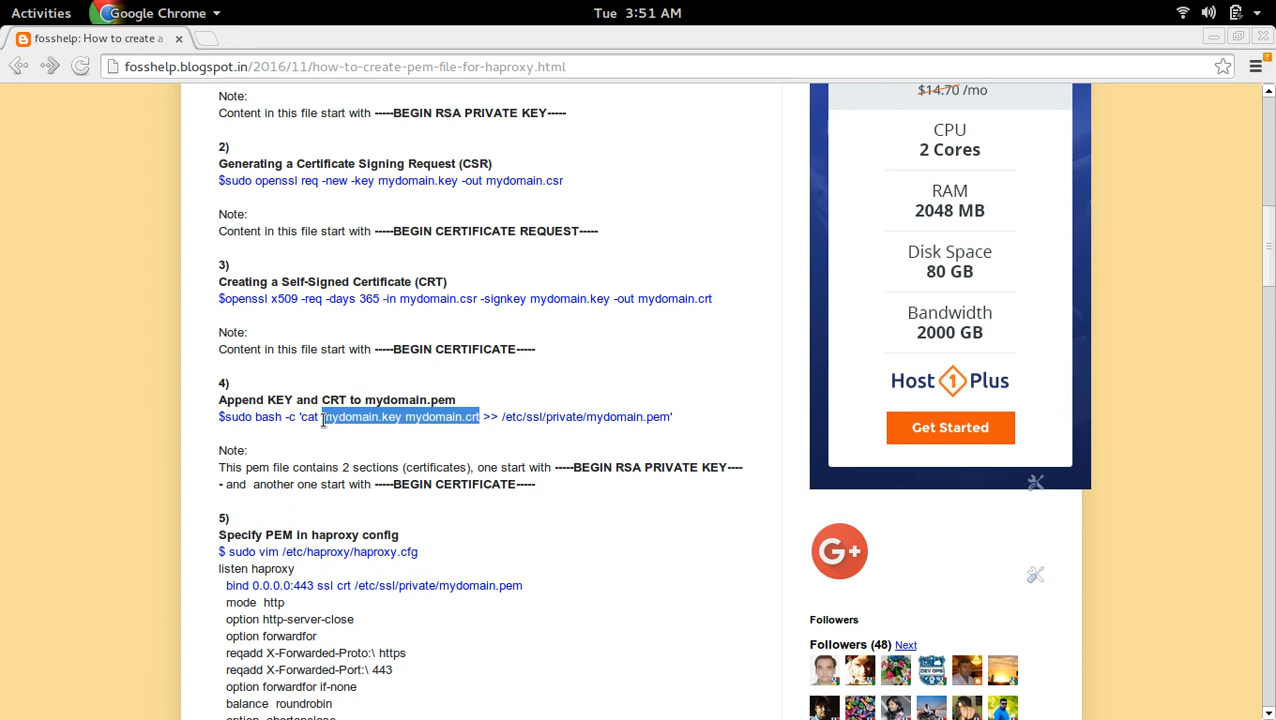 Activities
Google Chrome
Tue 3:51 AM
fosshelp: How to create a
fosshelp.blogspot.in/2016/11/how-to-create-pem-file-for-haproxy.html
Note:
Content in this file start with -----BEGIN RSA PRIVATE KEY-----
2)
Generating a Certificate Signing Request (CSR)
$sudo openssl req -new -key mydomain.key -out mydomain.csr
Note:
Content in this file start with -----BEGIN CERTIFICATE REQUEST-----
3)
Creating a Self-Signed Certificate (CRT)
$openssl x509 -req -days 365 -in mydomain.csr -signkey mydomain.key -out mydomain.crt
Note:
Content in this file start with -----BEGIN CERTIFICATE-----
4)
Append KEY and CRT to mydomain.pem
$sudo bash -c 'cat mydomain.key mydomain.crt >> /etc/ssl/private/mydomain.pem'
Note:
This pem file contains 2 sections (certificates), one start with -----BEGIN RSA PRIVATE KEY----
- and another one start with -----BEGIN CERTIFICATE-----
5)
Specify PEM in haproxy config
$ sudo vim /etc/haproxy/haproxy.cfg
listen haproxy
bind 0.0.0.0:443 ssl crt /etc/ssl/private/mydomain.pem
mode http
option http-server-close
option forwardfor
reqadd X-Forwarded-Proto:\ https
reqadd X-Forwarded-Port:\ 443
option forwardfor if-none
balance roundrobin
option abortonclose
$14.70 /mo
CPU
2 Cores
RAM
2048 MB
Disk Space
80 GB
Bandwidth
2000 GB
Host 1 Plus
Get Started
G+
Followers
Followers (48) Next